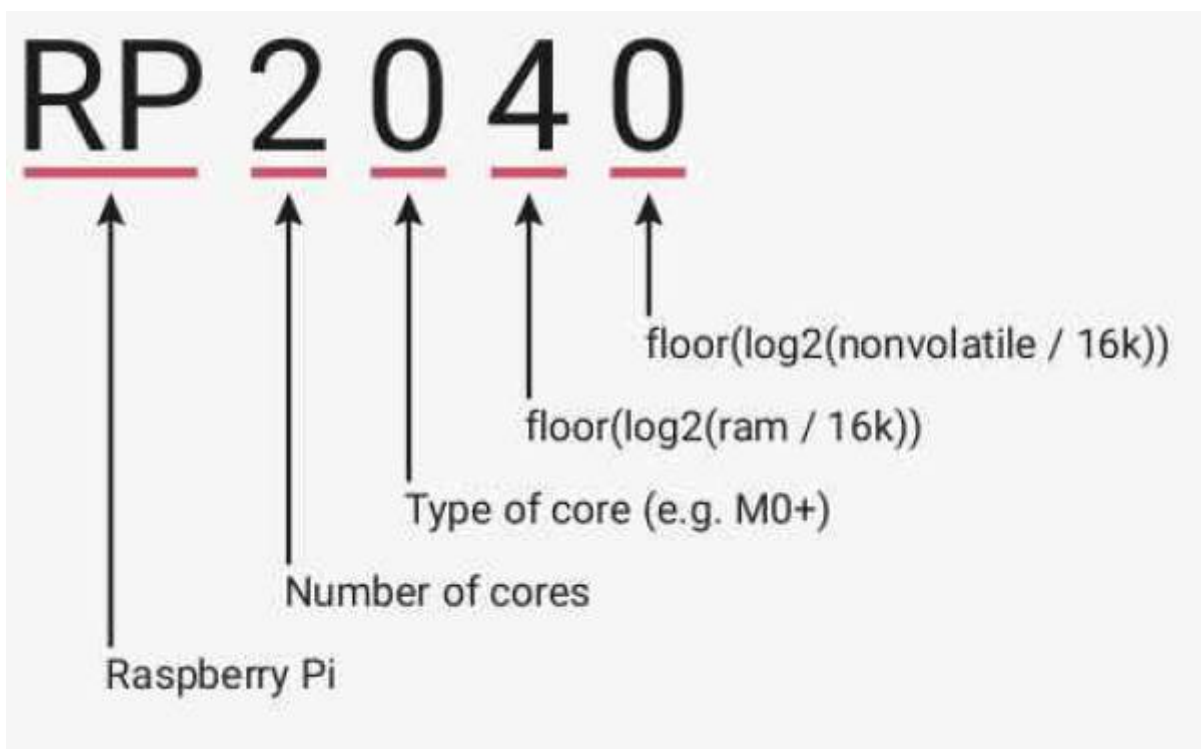 RP 2 0 4 0
floor(log2(nonvolatile / 16k))
floor(log2(ram / 16k))
Type of core (e.g. M0+)
Number of cores
Raspberry Pi